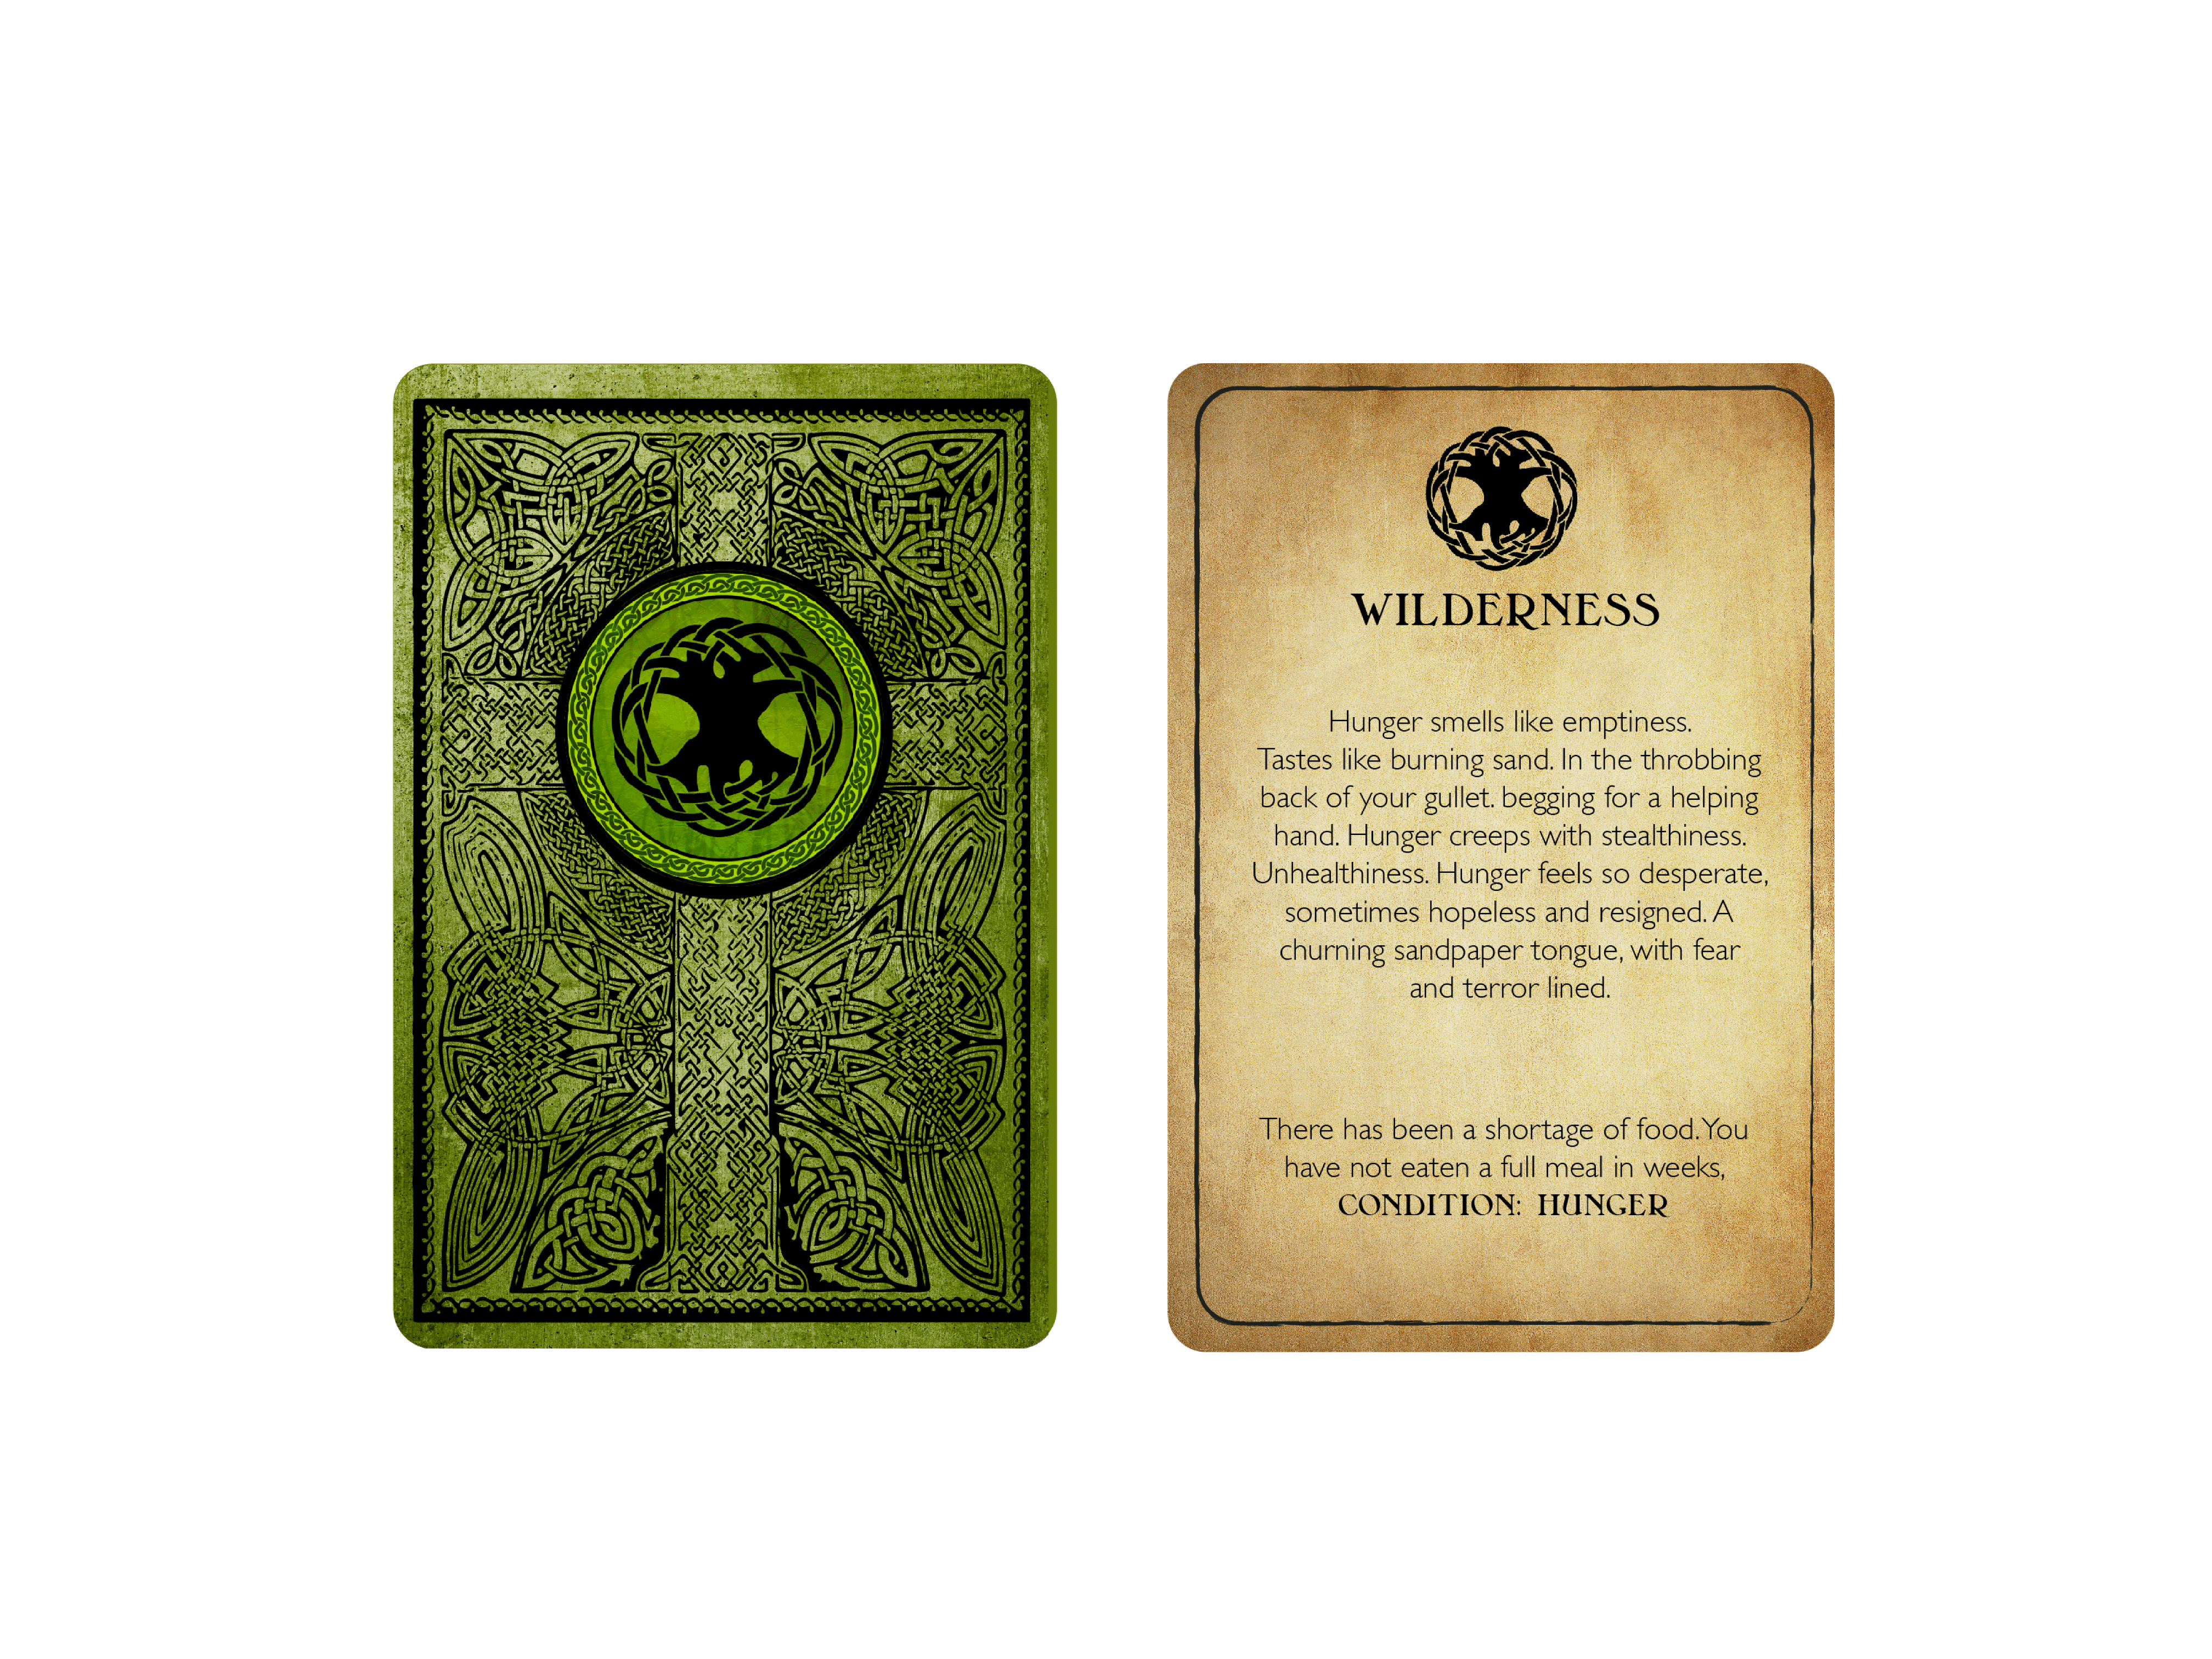 WILDERNESS
Hunger smells like emptiness.
Tastes like burning sand. In the throbbing
back of your gullet. begging for a helping
hand. Hunger creeps with stealthiness.
Unhealthiness. Hunger feels so desperate,
sometimes hopeless and resigned. A
churning sandpaper tongue, with fear
and terror lined.
There has been a shortage of food. You
have not eaten a full meal in weeks,
CONDITION: HUNGER